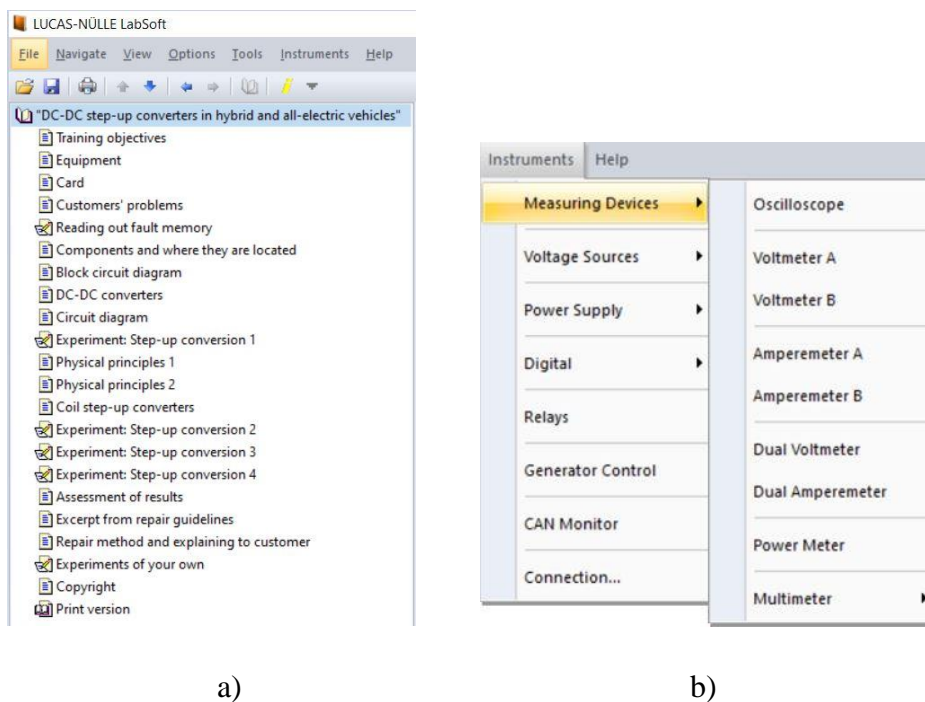 LUCAS-NÜLLE LabSoft
File Navigate View Options Tools Instruments Help
"DC-DC step-up converters in hybrid and all-electric vehicles"
Training objectives
Equipment
Card
Customers' problems
Reading out fault memory
Components and where they are located
Block circuit diagram
DC-DC converters
Circuit diagram
Experiment: Step-up conversion 1
Physical principles 1
Physical principles 2
Coil step-up converters
Experiment: Step-up conversion 2
Experiment: Step-up conversion 3
Experiment: Step-up conversion 4
Assessment of results
Excerpt from repair guidelines
Repair method and explaining to customer
Experiments of your own
Copyright
Print version
a)
Instruments Help
Measuring Devices
Voltage Sources
Power Supply
Digital
Relays
Generator Control
CAN Monitor
Connection...
Oscilloscope
Voltmeter A
Voltmeter B
Amperemeter A
Amperemeter B
Dual Voltmeter
Dual Amperemeter
Power Meter
Multimeter
b)